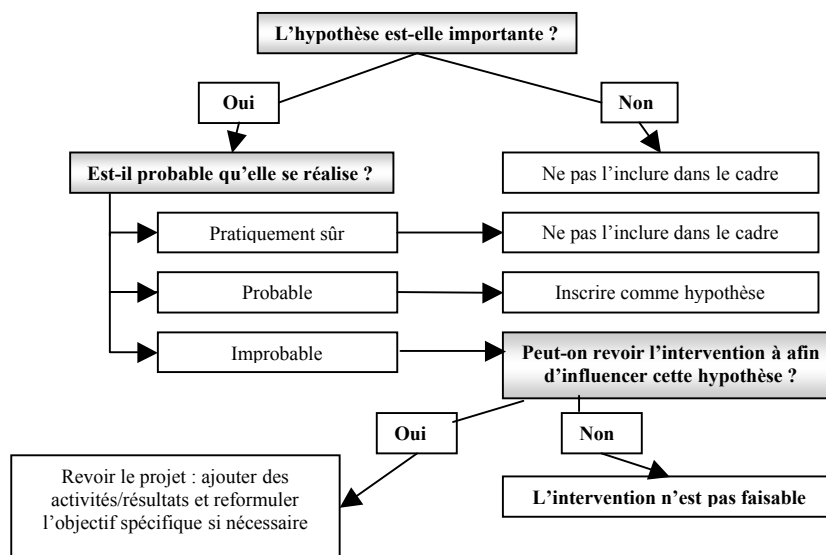 L’hypothèse est-elle importante ?
Oui
Non
Est-il probable qu’elle se réalise ?
Ne pas l’inclure dans le cadre
Pratiquement sûr
Ne pas l’inclure dans le cadre
Probable
Inscrire comme hypothèse
Improbable
Peut-on revoir l’intervention à afin
d’influencer cette hypothèse ?
Oui
Non
Revoir le projet : ajouter des
activités/résultats et reformuler
l’objectif spécifique si nécessaire
L’intervention n’est pas faisable